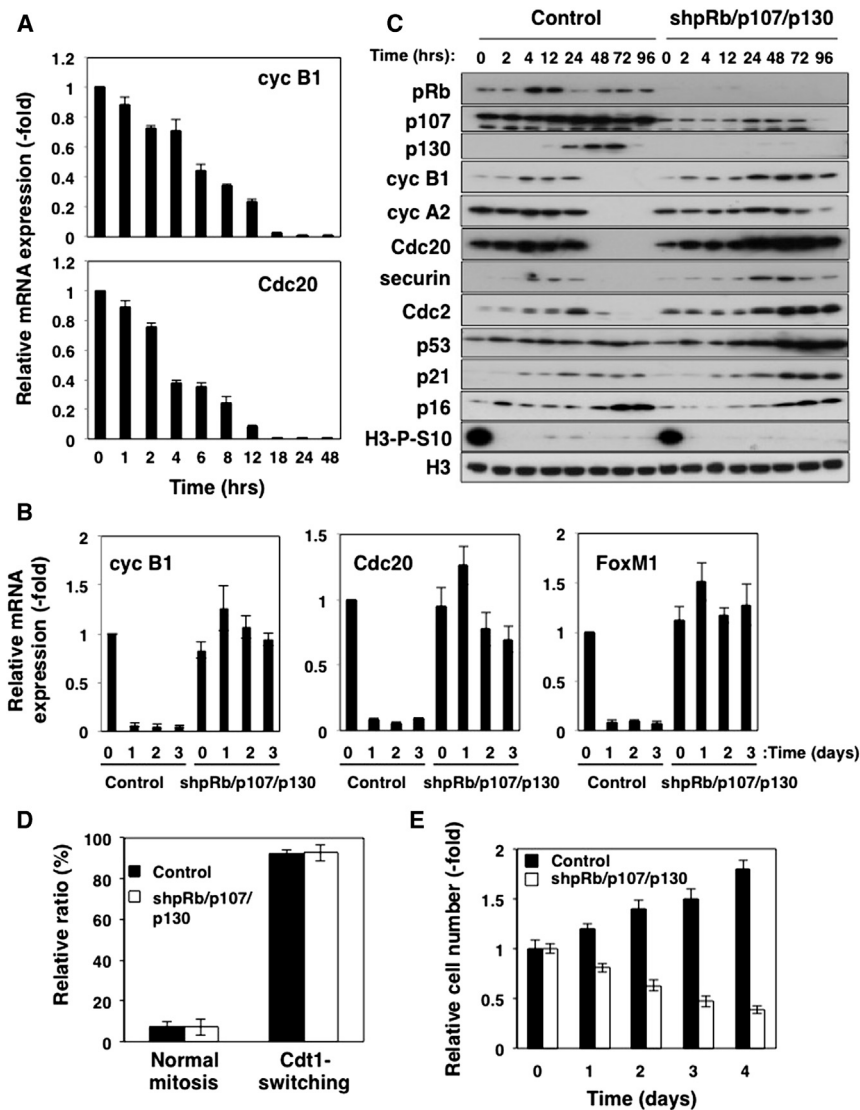 A
Relative mRNA expression (-fold)
1.2
1
0.8
0.6
0.4
0.2
0
cyc B1
1.2
1
0.8
0.6
0.4
0.2
0
Cdc20
0 1 2 4 6 8 12 18 24 48
Time (hrs)
C
Control shpRb/p107/p130
Time (hrs): 0 2 4 12 24 48 72 96 0 2 4 12 24 48 72 96
pRb
p107
p130
cyc B1
cyc A2
Cdc20
securin
Cdc2
p53
p21
p16
H3-P-S10
H3
B
Relative mRNA
expression (-fold)
2
1.5
1
0.5
0
cyc B1
0 1 2 3 0 1 2 3
Control shpRb/p107/p130
1.5
1
0.5
0
Cdc20
0 1 2 3 0 1 2 3
Control shpRb/p107/p130
2
1.5
1
0.5
0
FoxM1
0 1 2 3 0 1 2 3 :Time (days)
Control shpRb/p107/p130
D
Relative ratio (%)
100
80
60
40
20
0
Control
shpRb/p107/
p130
Normal
mitosis
Cdt1-
switching
E
Relative cell number (-fold)
2
1.5
1
0.5
0
Control
shpRb/p107/p130
0 1 2 3 4
Time (days)